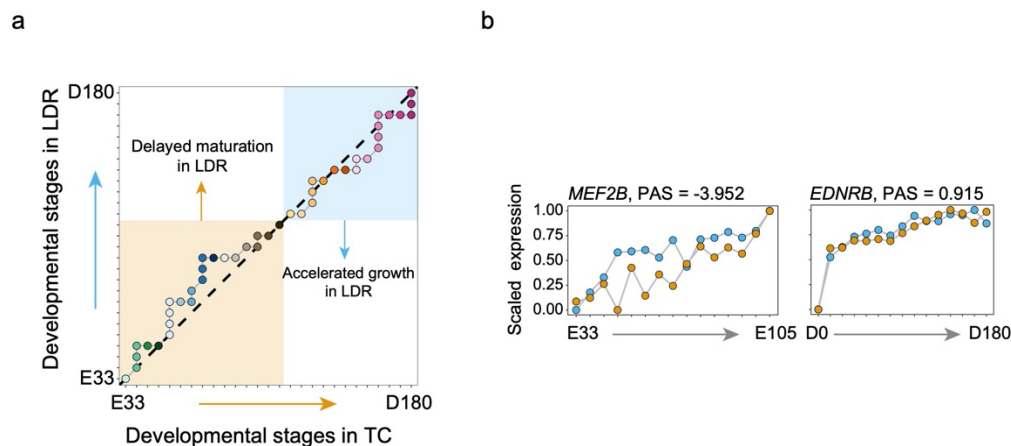 a
b
D180
Developmental stages in LDR
Delayed maturation
in LDR
Accelerated growth
in LDR
E33
E33
D180
Developmental stages in TC
MEF2B, PAS = -3.952
EDNRB, PAS = 0.915
Scaled expression
1.00
0.75
0.50
0.25
0.00
E33
E105
D0
D180